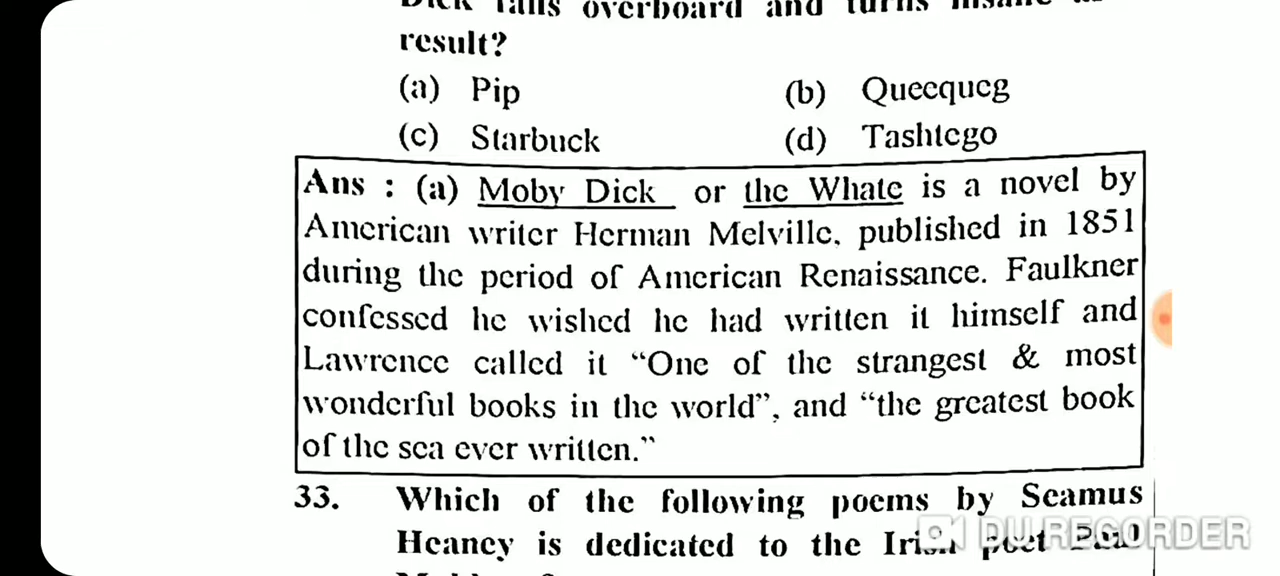 overboard and turns insane
result?
(a) Pip (b) Queequeg
(c) Starbuck (d) Tashtego
Ans : (a) Moby Dick or the Whate is a novel by
American writer Herman Melville, published in 1851
during the period of American Renaissance. Faulkner
confessed he wished he had written it himself and
Lawrence called it “One of the strangest & most
wonderful books in the world”, and “the greatest book
of the sea ever written.”
33. Which of the following poems by Seamus
Heaney is dedicated to the Irish poet Paul
DU RECORDER